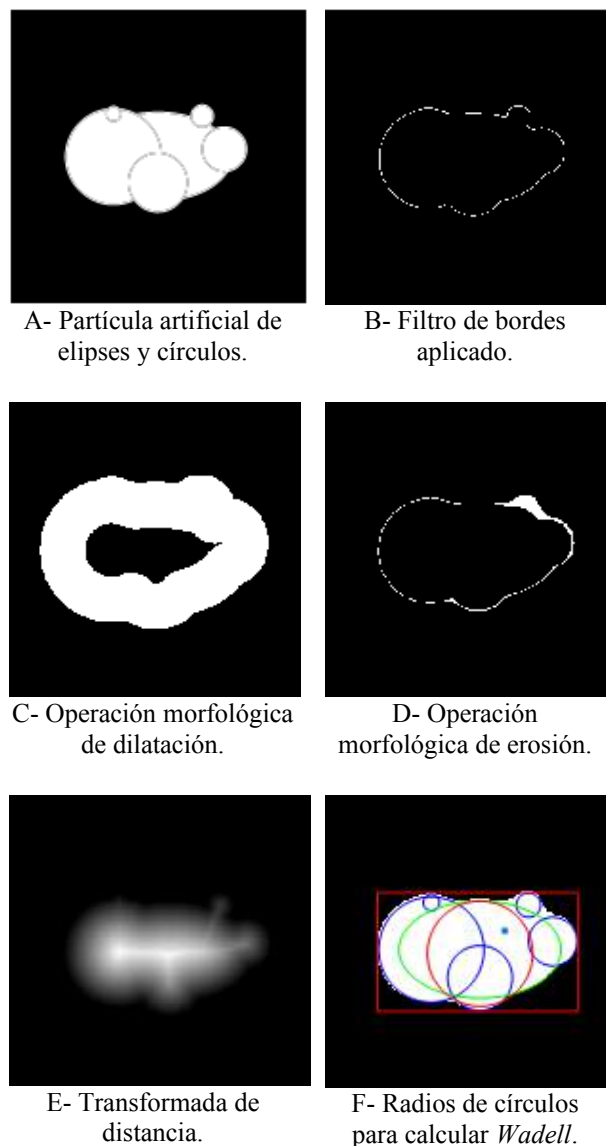 A- Partícula artificial de
elipses y círculos.
B- Filtro de bordes
aplicado.
C- Operación morfológica
de dilatación.
D- Operación
morfológica de erosión.
E- Transformada de
distancia.
F- Radios de círculos
para calcular Wadell.